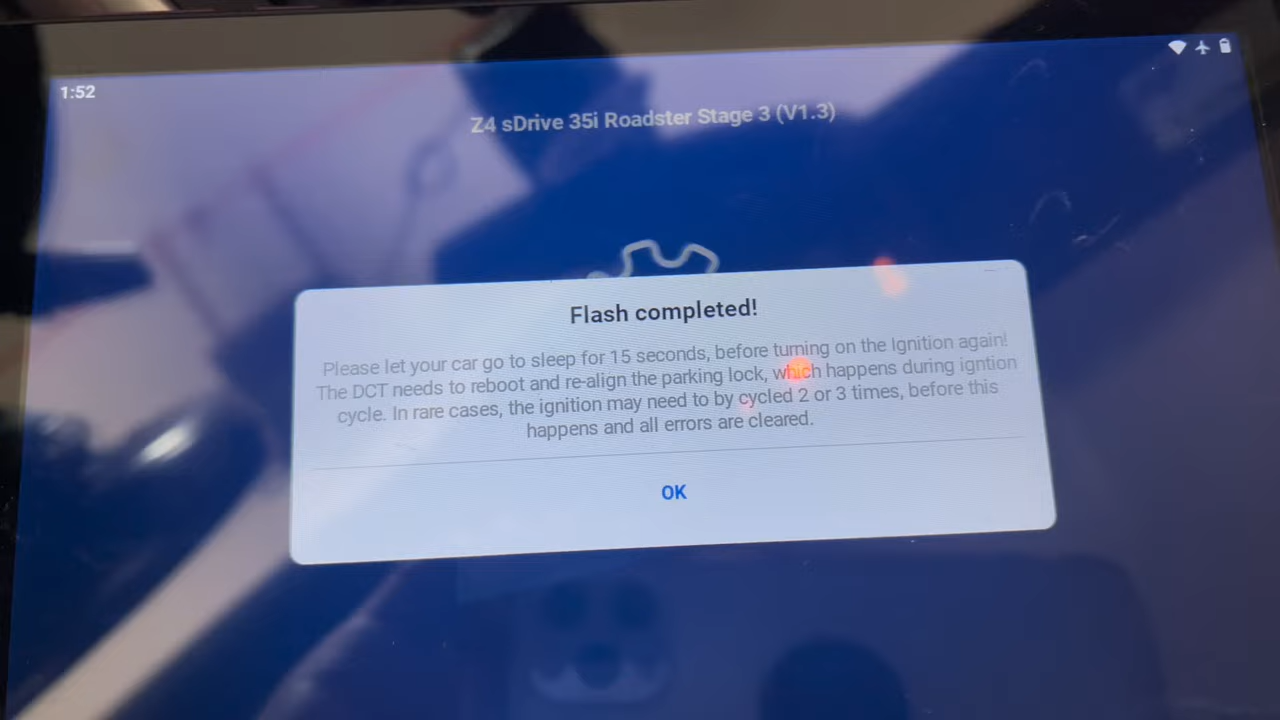 1:52
Z4 sDrive 35i Roadster Stage 3 (V1.3)
Flash completed!
Please let your car go to sleep for 15 seconds, before turning on the Ignition again!
The DCT needs to reboot and re-align the parking lock, which happens during igntion
cycle. In rare cases, the ignition may need to by cycled 2 or 3 times, before this
happens and all errors are cleared.
OK